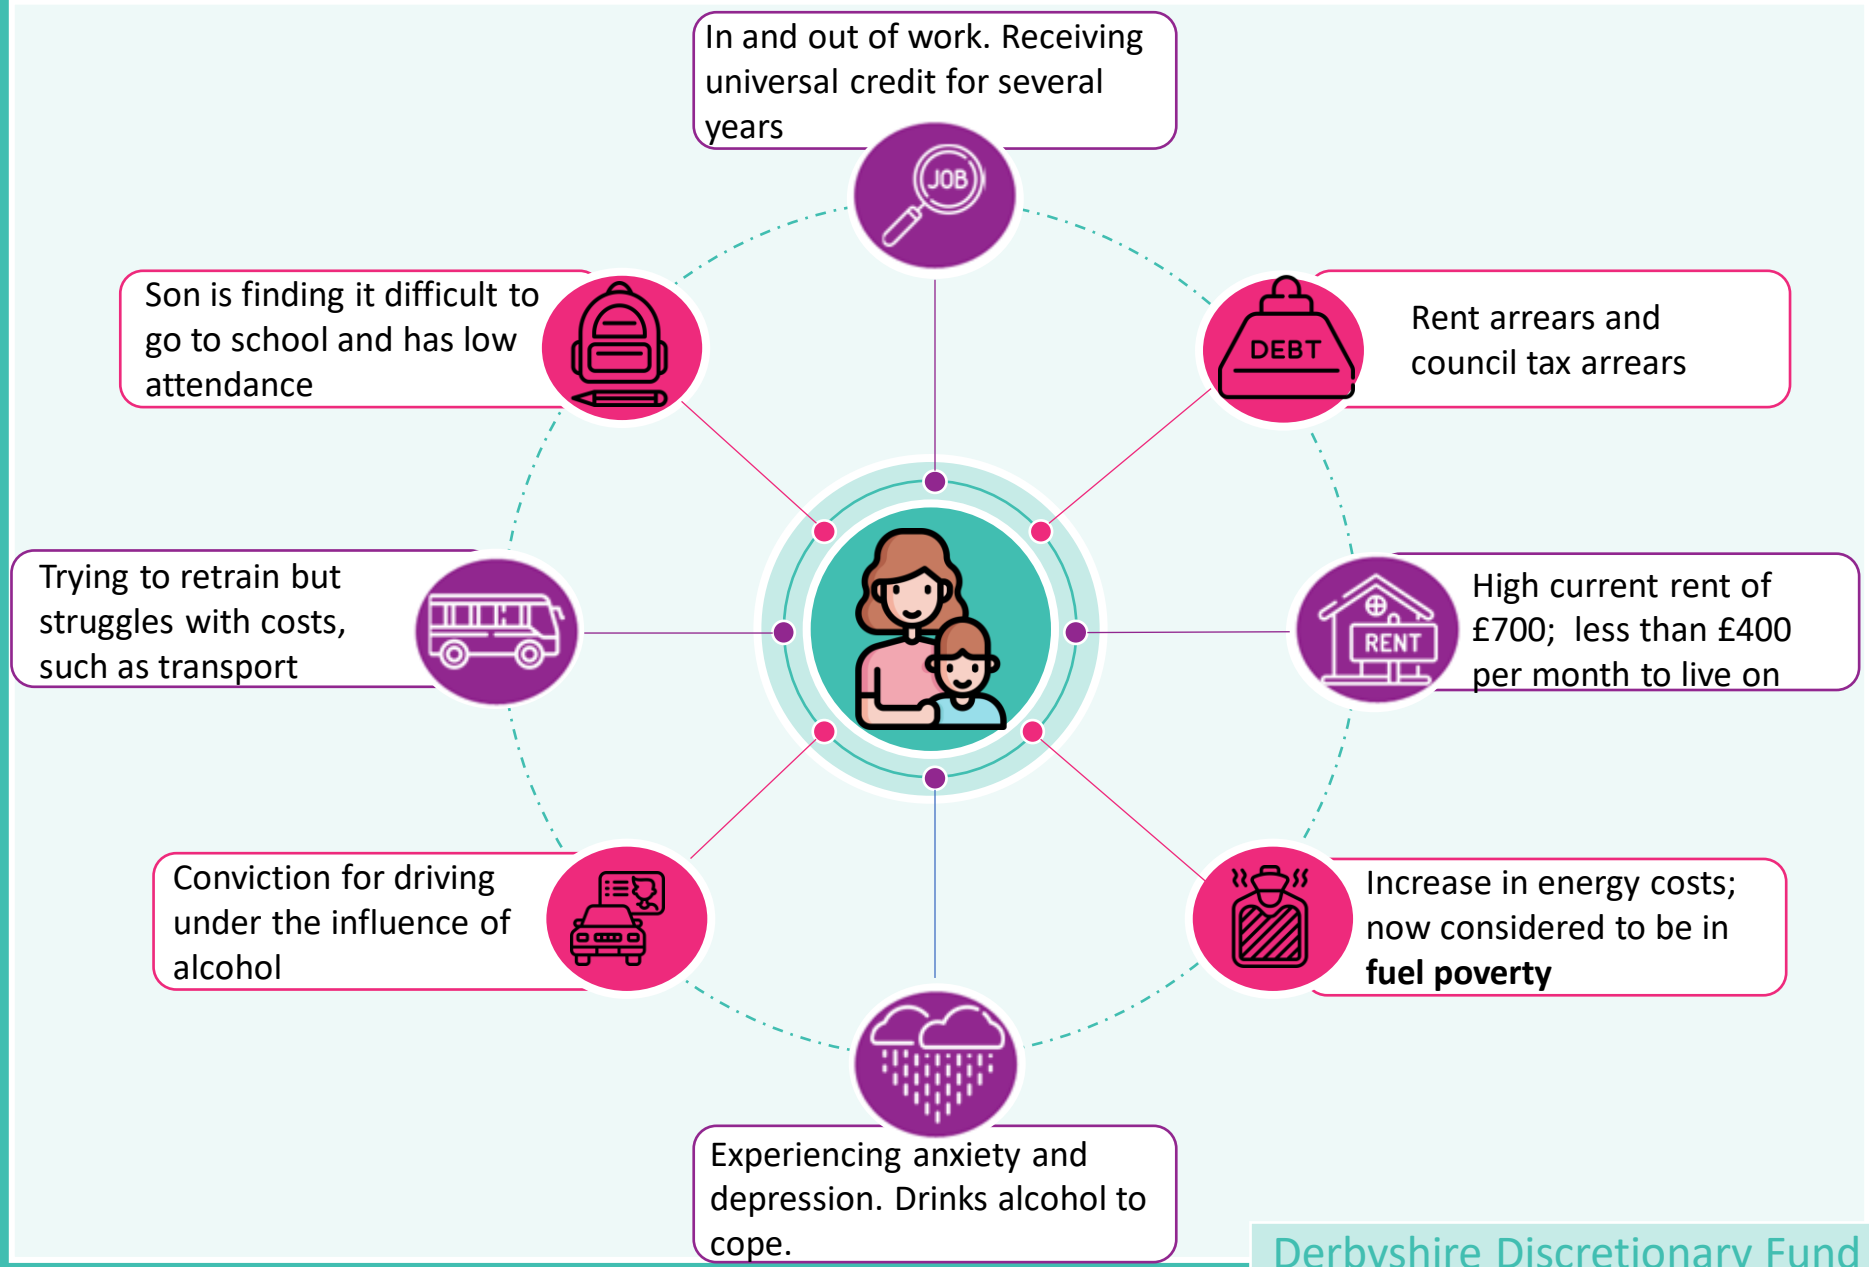 In and out of work. Receiving
universal credit for several
years
JOB
Son is finding it difficult to
go to school and has low
attendance
DEBT
Rent arrears and
council tax arrears
Trying to retrain but
struggles with costs,
such as transport
RENT
High current rent of
£700;  less than £400
per month to live on
Conviction for driving
under the influence of
alcohol
Increase in energy costs;
now considered to be in
fuel poverty
Experiencing anxiety and
depression. Drinks alcohol to
cope.
Derbyshire Discretionary Fund